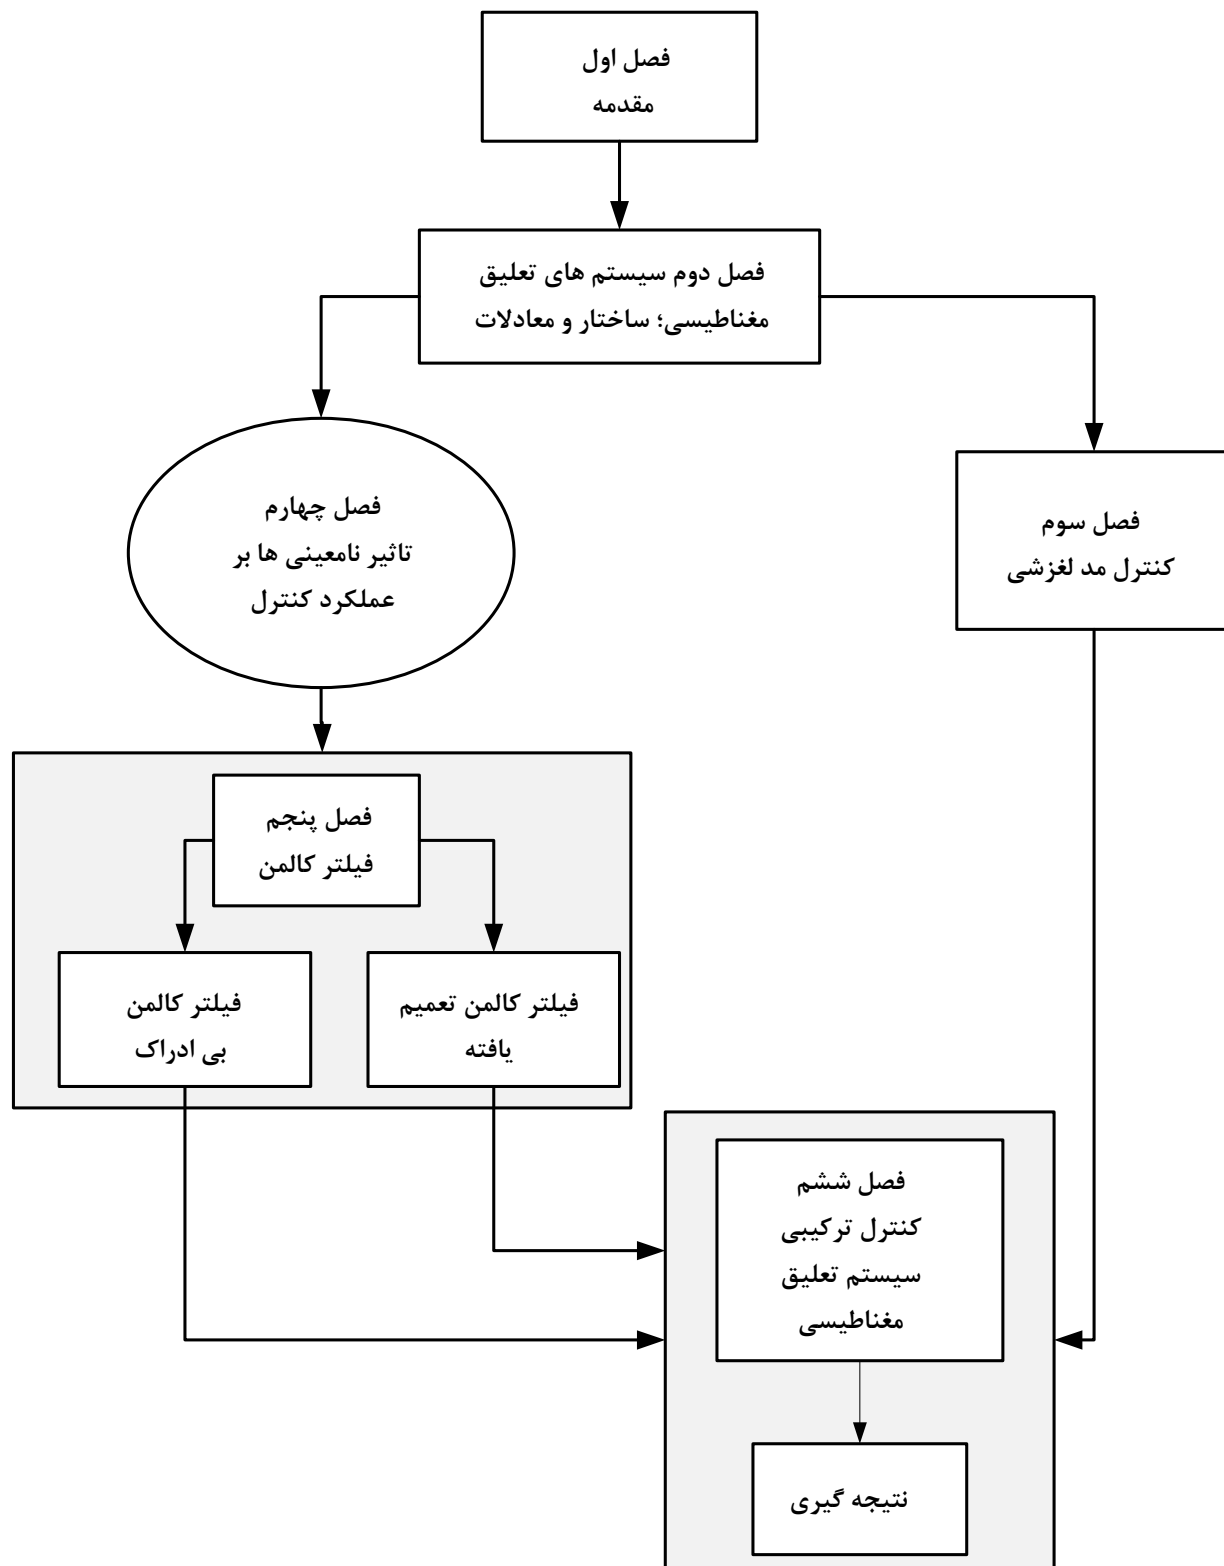 فصل اول
مقدمه
فصل دوم سیستم های تعلیق
مغناطیسی؛ ساختار و معادلات
فصل سوم
کنترل مد لغزشی
فصل چهارم
تاثیر نامعینی ها بر
عملکرد کنترل
فصل پنجم
فیلتر کالمن
فیلتر کالمن تعمیم
یافته
فیلتر کالمن
بی ادراک
فصل ششم
کنترل ترکیبی
سیستم تعلیق
مغناطیسی
نتیجه گیری